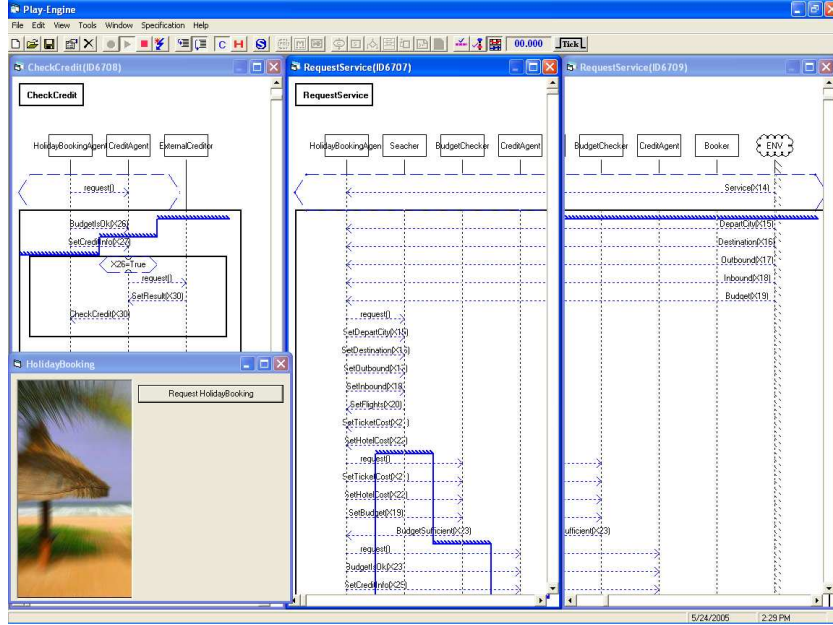 Play-Engine
File Edit View Tools Window Specification Help
C H S 00.000 Tick
CheckCredit(ID6708)
CheckCredit
HolidayBookingAgent CreditAgent ExternalCreditor
request()
BudgetIsOk(X26)
SetCreditInfo(X27)
X26=True
request()
SetResult(X30)
CheckCredit(X30)
HolidayBooking
Request HolidayBooking
RequestService(ID6707)
RequestService
HolidayBookingAgen Seacher BudgetChecker CreditAgent
request()
SetDepartCity(X15)
SetDestination(X16)
SetOutbound(X17)
SetInbound(X18)
SetFlights(X20)
SetTicketCost(X21)
SetHotelCost(X22)
request()
SetTicketCost(X21)
SetHotelCost(X22)
SetBudget(X19)
BudgetSufficient(X23)
request()
BudgetIsOk(X23)
SetCreditInfo(X25)
RequestService(ID6709)
BudgetChecker CreditAgent Booker ENV
Service(X14)
DepartCity(X15)
Destination(X16)
Outbound(X17)
Inbound(X18)
Budget(X19)
ufficient(X23)
5/24/2005 2:29 PM